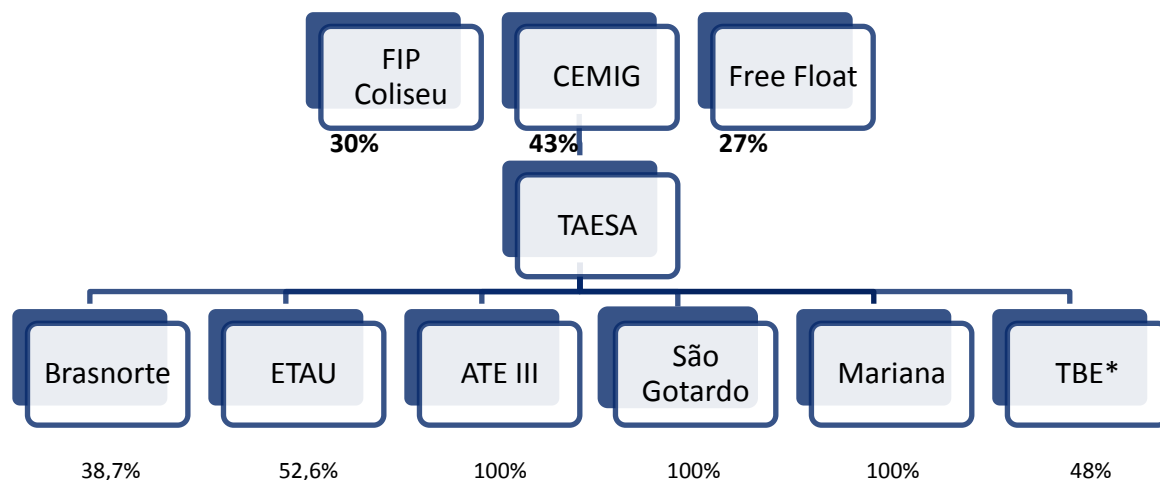 FIP
Coliseu
CEMIG
Free Float
30%
43%
27%
TAESA
Brasnorte
ETAU
ATE III
São
Gotardo
Mariana
TBE*
38,7%
52,6%
100%
100%
100%
48%